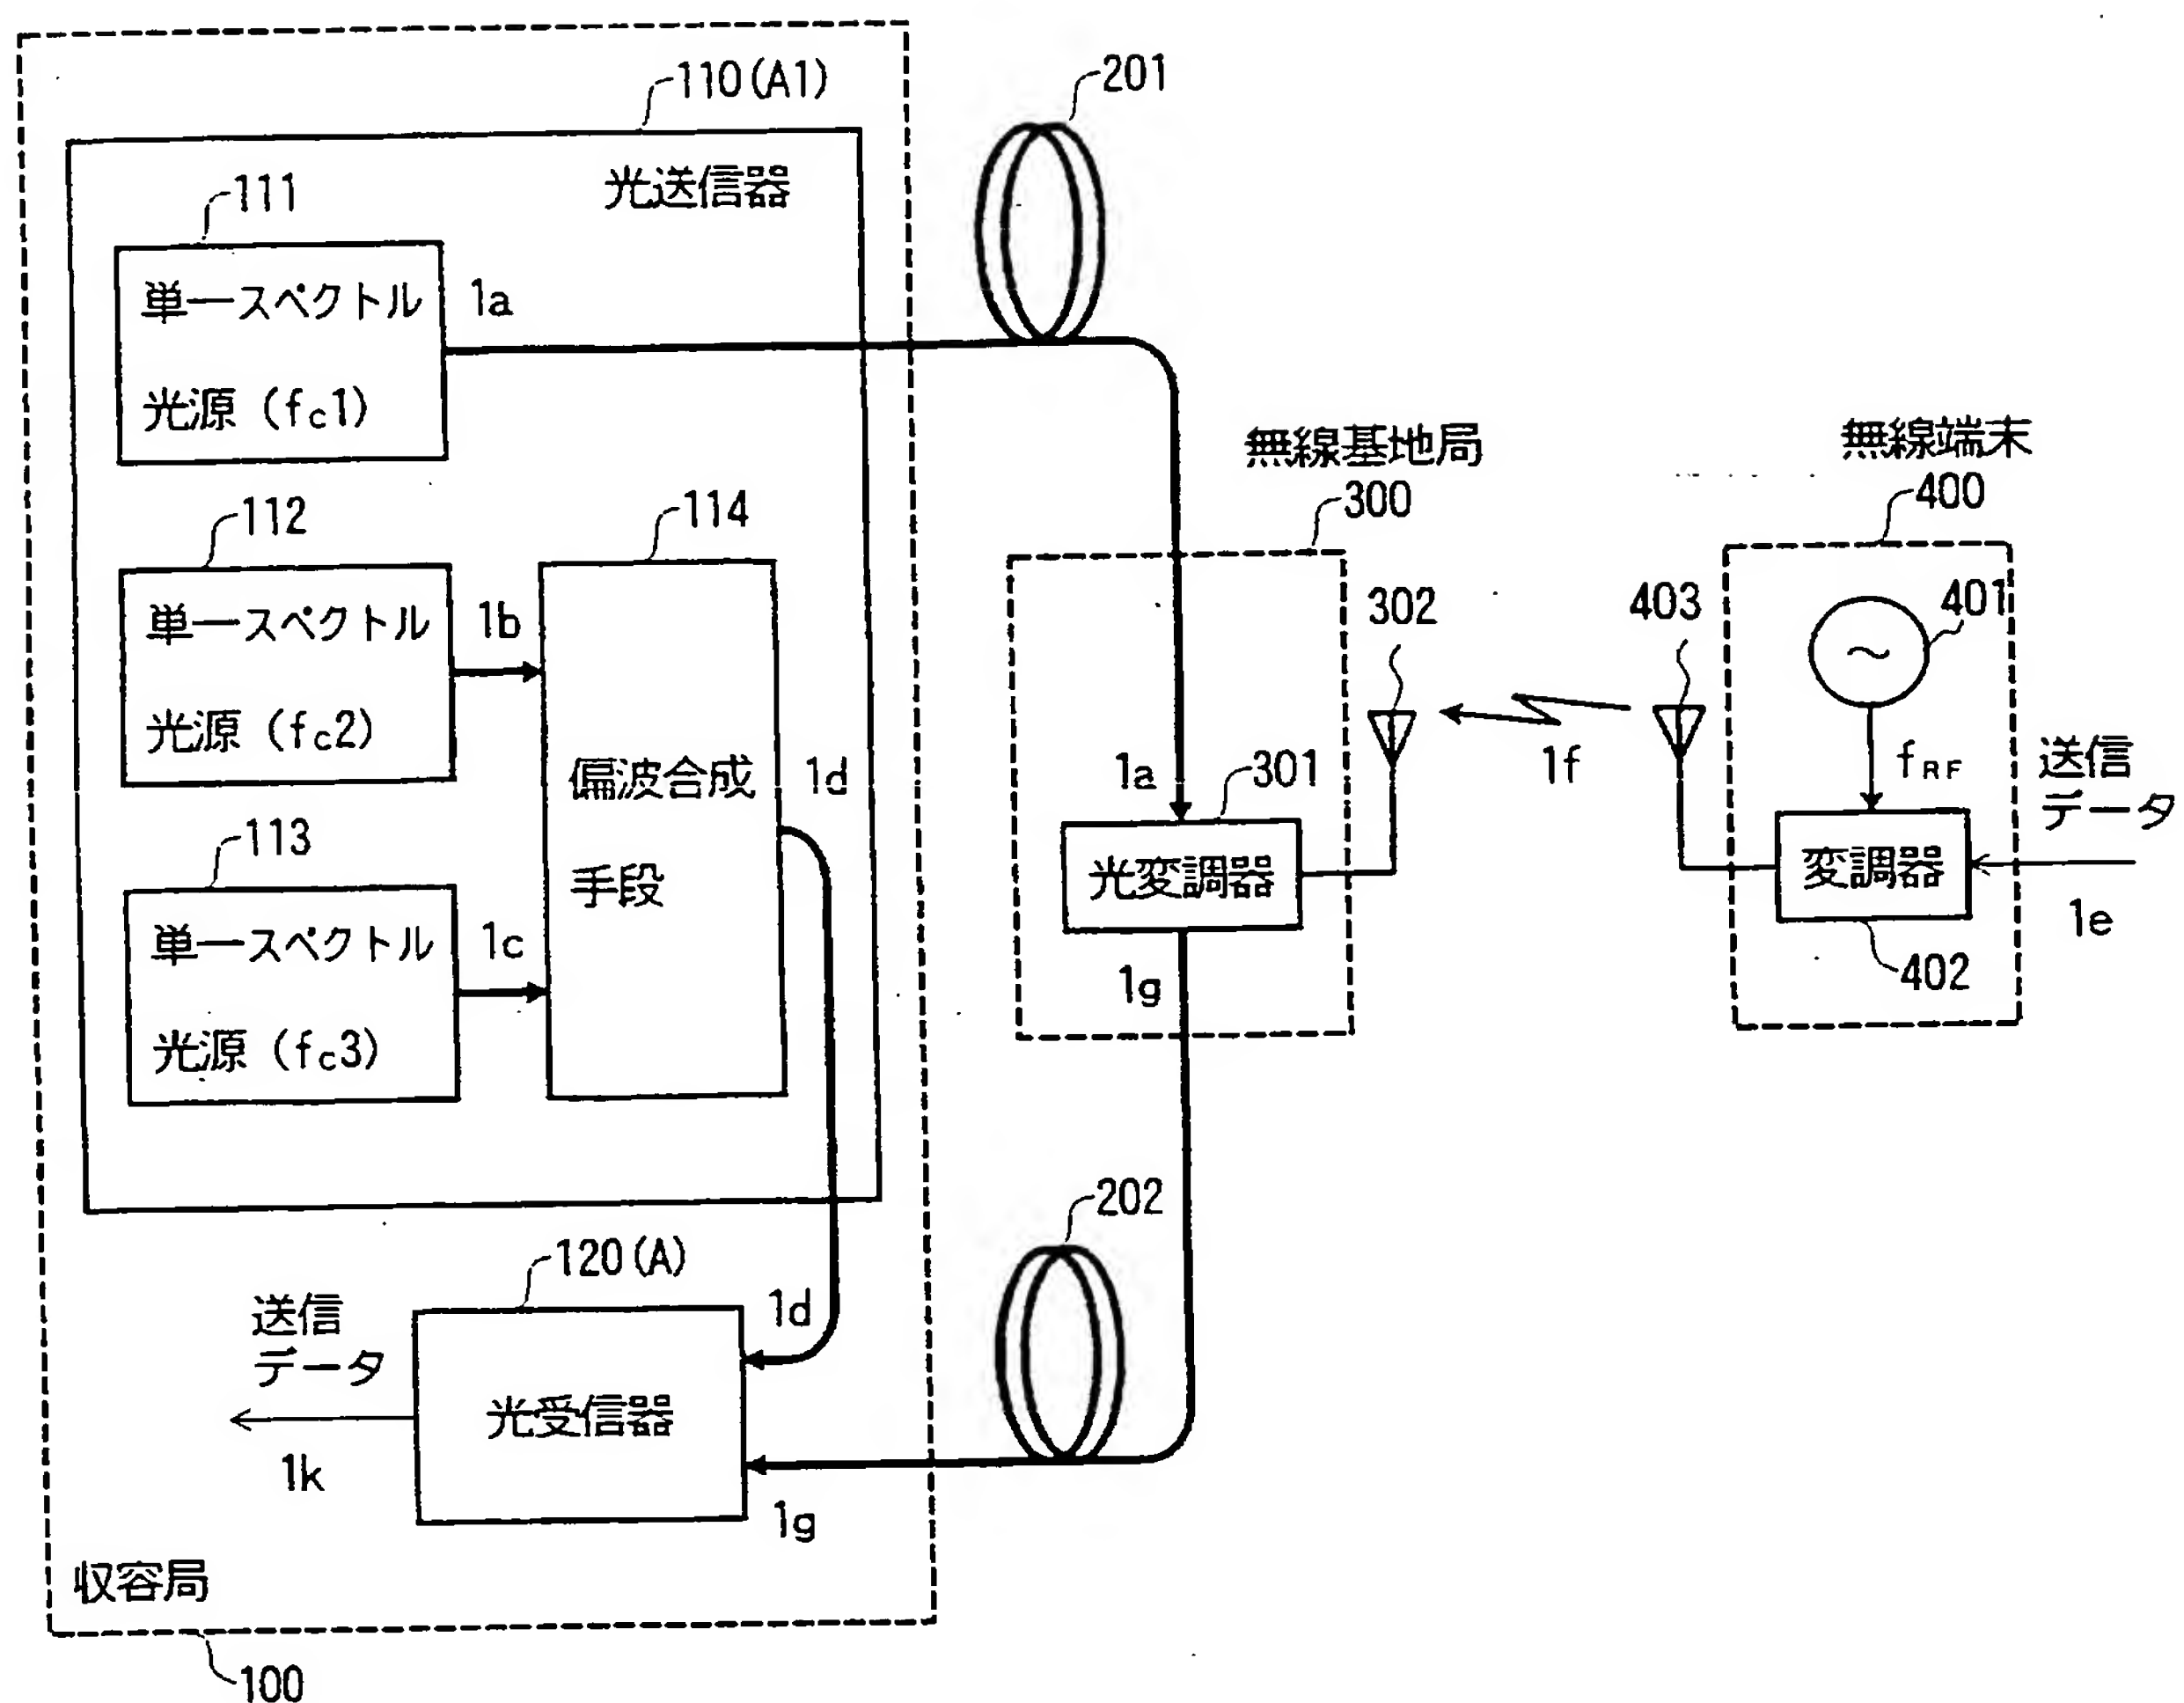 110(A1)
201
光送信器
111
単一スペクトル
光源(fc1)
1a
無線基地局
300
無線端末
400
112
単一スペクトル
光源(fc2)
1b
114
偏波合成
手段
1d
302
403
401
1f
fRF
送信
データ
1a
301
光変調器
変調器
1e
402
1g
113
単一スペクトル
光源(fc3)
1c
202
120(A)
1d
送信
データ
光受信器
1k
1g
収容局
100